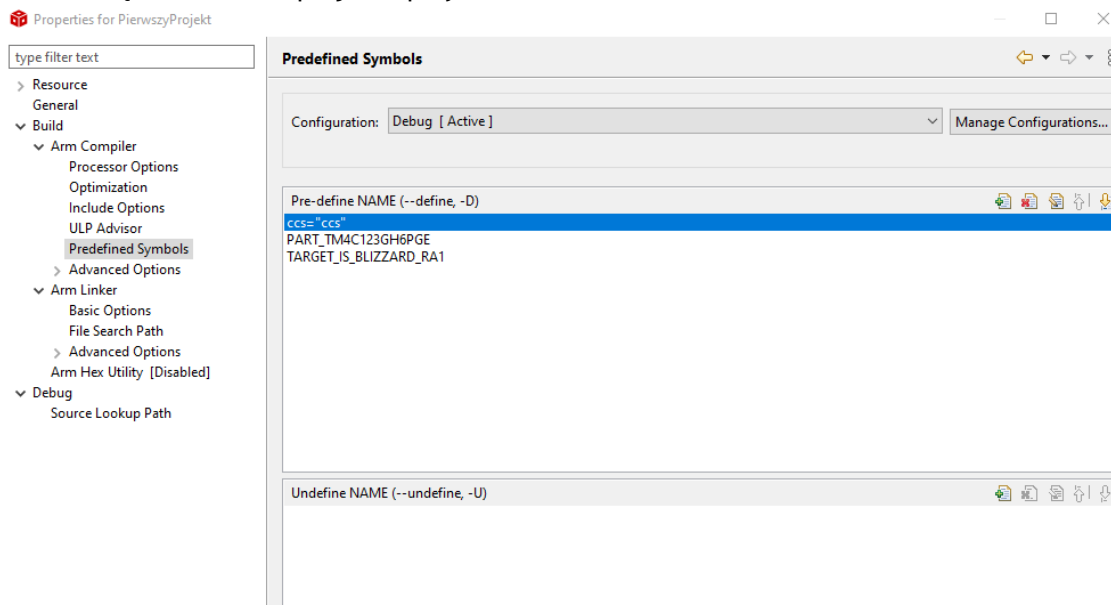 Properties for PierwszyProjekt
type filter text
Resource
General
Build
Arm Compiler
Processor Options
Optimization
Include Options
ULP Advisor
Predefined Symbols
Advanced Options
Arm Linker
Basic Options
File Search Path
Advanced Options
Arm Hex Utility [Disabled]
Debug
Source Lookup Path
Predefined Symbols
Configuration: Debug [ Active ]
Manage Configurations...
Pre-define NAME (--define, -D)
ccs="ccs"
PART_TM4C123GH6PGE
TARGET_IS_BLIZZARD_RA1
Undefine NAME (--undefine, -U)